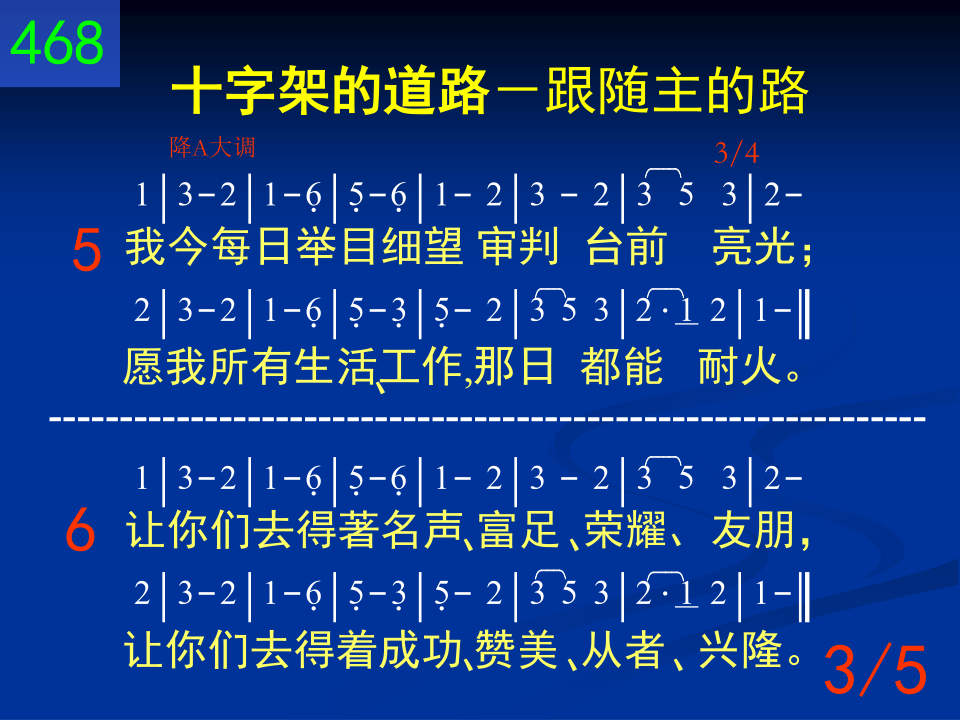 468
十字架的道路－跟随主的路
降A大调 3/4
1|3-2|1-6̣|5̣-6̣|1- 2|3 - 2|3 5 3|2-
5 我今每日举目细望 审判 台前 亮光；
2|3-2|1-6̣|5̣-3̣|5̣- 2|3 5 3|2·1̲ 2|1-‖
愿我所有生活、工作,那日 都能 耐火。
------------------------------------------------------------
1|3-2|1-6̣|5̣-6̣|1- 2|3 - 2|3 5 3|2-
6 让你们去得著名声、富足、荣耀、友朋，
2|3-2|1-6̣|5̣-3̣|5̣- 2|3 5 3|2·1̲ 2|1-‖
让你们去得着成功、赞美、从者、兴隆。
3/5